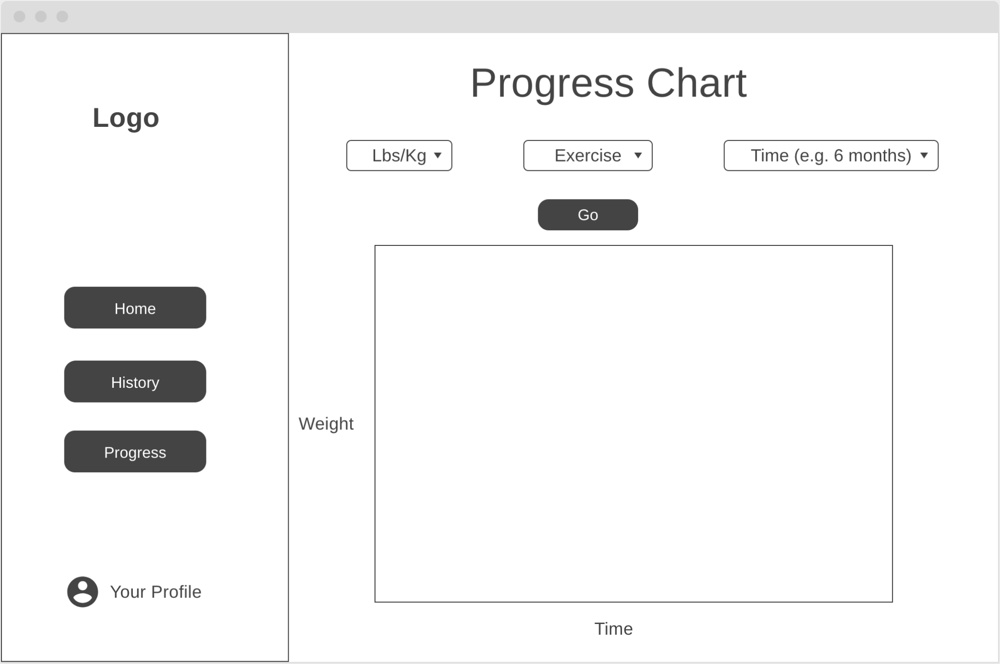 Logo
Home
History
Progress
Your Profile
Progress Chart
Lbs/Kg
Exercise
Time (e.g. 6 months)
Go
Weight
Time